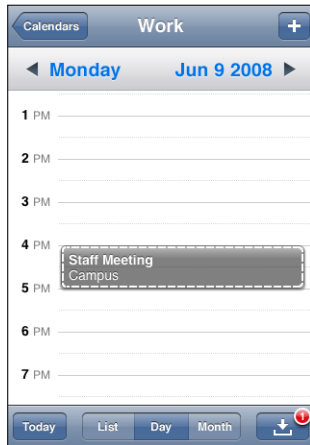 Calendars Work +
Monday Jun 9 2008
1 PM
2 PM
3 PM
4 PM
Staff Meeting
Campus
5 PM
6 PM
7 PM
Today List Day Month 1